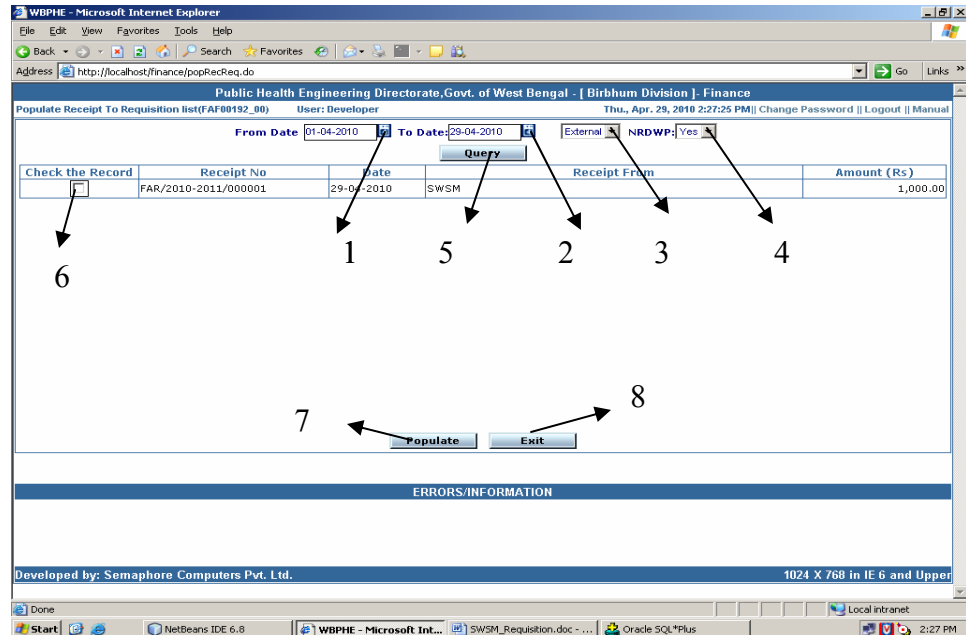 WBPHE - Microsoft Internet Explorer
File Edit View Favorites Tools Help
Back Search Favorites
Address http://localhost/finance/popRecReq.do Go Links »
Public Health Engineering Directorate,Govt. of West Bengal - [ Birbhum Division ]- Finance
Populate Receipt To Requisition list(FAF00192_00) User: Developer Thu., Apr. 29, 2010 2:27:25 PM|| Change Password || Logout || Manual
From Date 01-04-2010 To Date:29-04-2010 External NRDWP: Yes
Query
Check the Record Receipt No Date Receipt From Amount (Rs)
FAR/2010-2011/000001 29-04-2010 SWSM 1,000.00
1 5 2 3 4
6
8
7
Populate Exit
ERRORS/INFORMATION
Developed by: Semaphore Computers Pvt. Ltd. 1024 X 768 in IE 6 and Upper
Done Local intranet
Start NetBeans IDE 6.8 WBPHE - Microsoft Int... SWSM_Requisition.doc - ... Oracle SQL*Plus 2:27 PM